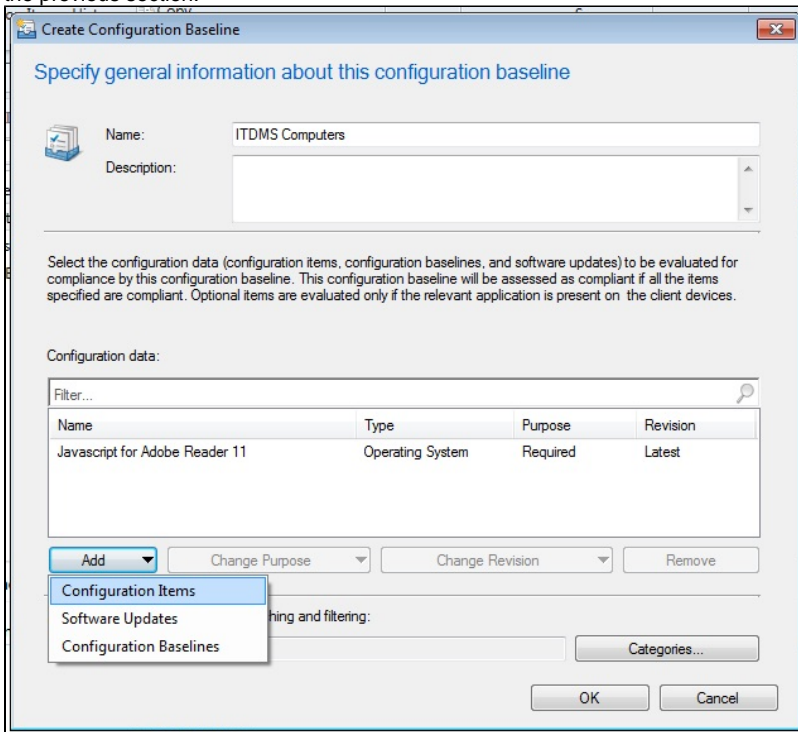 the previous section.
Create Configuration Baseline
Specify general information about this configuration baseline
Name: ITDMS Computers
Description:
Select the configuration data (configuration items, configuration baselines, and software updates) to be evaluated for
compliance by this configuration baseline. This configuration baseline will be assessed as compliant if all the items
specified are compliant. Optional items are evaluated only if the relevant application is present on the client devices.
Configuration data:
Filter...
Name Type Purpose Revision
Javascript for Adobe Reader 11 Operating System Required Latest
Add Change Purpose Change Revision Remove
Configuration Items
Software Updates hing and filtering:
Configuration Baselines Categories...
OK Cancel